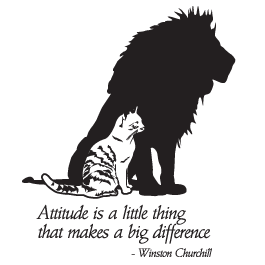 Attitude is a little thing
that makes a big difference
- Winston Churchill